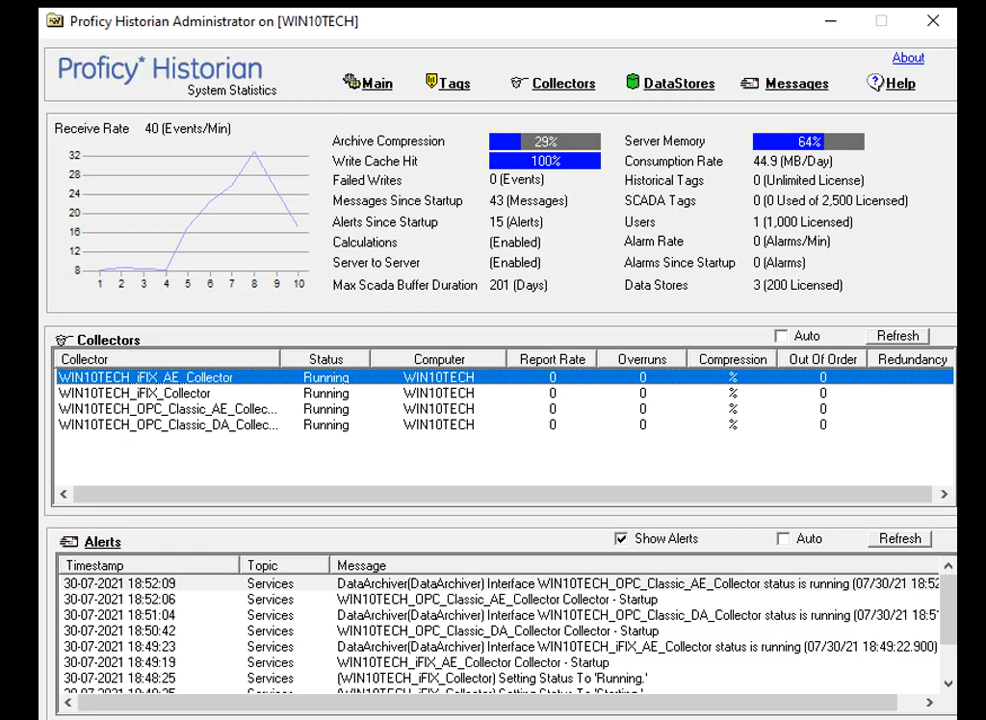 Proficy Historian Administrator on [WIN10TECH]
Proficy* Historian
System Statistics
Main Tags Collectors DataStores Messages Help
About
Receive Rate 40 (Events/Min)
32
28
24
20
16
12
8
1 2 3 4 5 6 7 8 9 10
Archive Compression 29%
Write Cache Hit 100%
Failed Writes 0 (Events)
Messages Since Startup 43 (Messages)
Alerts Since Startup 15 (Alerts)
Calculations (Enabled)
Server to Server (Enabled)
Max Scada Buffer Duration 201 (Days)
Server Memory 64%
Consumption Rate 44.9 (MB/Day)
Historical Tags 0 (Unlimited License)
SCADA Tags 0 (0 Used of 2,500 Licensed)
Users 1 (1,000 Licensed)
Alarm Rate 0 (Alarms/Min)
Alarms Since Startup 0 (Alarms)
Data Stores 3 (200 Licensed)
Collectors Auto Refresh
Collector Status Computer Report Rate Overruns Compression Out Of Order Redundancy
WIN10TECH_iFIX_AE_Collector Running WIN10TECH 0 0 % 0
WIN10TECH_iFIX_Collector Running WIN10TECH 0 0 % 0
WIN10TECH_OPC_Classic_AE_Collec... Running WIN10TECH 0 0 % 0
WIN10TECH_OPC_Classic_DA_Collec... Running WIN10TECH 0 0 % 0
Alerts Show Alerts Auto Refresh
Timestamp Topic Message
30-07-2021 18:52:09 Services DataArchiver(DataArchiver) Interface WIN10TECH_OPC_Classic_AE_Collector status is running (07/30/21 18:52
30-07-2021 18:52:06 Services WIN10TECH_OPC_Classic_AE_Collector Collector - Startup
30-07-2021 18:51:04 Services DataArchiver(DataArchiver) Interface WIN10TECH_OPC_Classic_DA_Collector status is running (07/30/21 18:5
30-07-2021 18:50:42 Services WIN10TECH_OPC_Classic_DA_Collector Collector - Startup
30-07-2021 18:49:23 Services DataArchiver(DataArchiver) Interface WIN10TECH_iFIX_AE_Collector status is running (07/30/21 18:49:22.900)
30-07-2021 18:49:19 Services WIN10TECH_iFIX_AE_Collector Collector - Startup
30-07-2021 18:48:25 Services (WIN10TECH_iFIX_Collector) Setting Status To 'Running.'
Services (WIN10TECH_iFIX_Collector) Setting Status To 'Starting.'